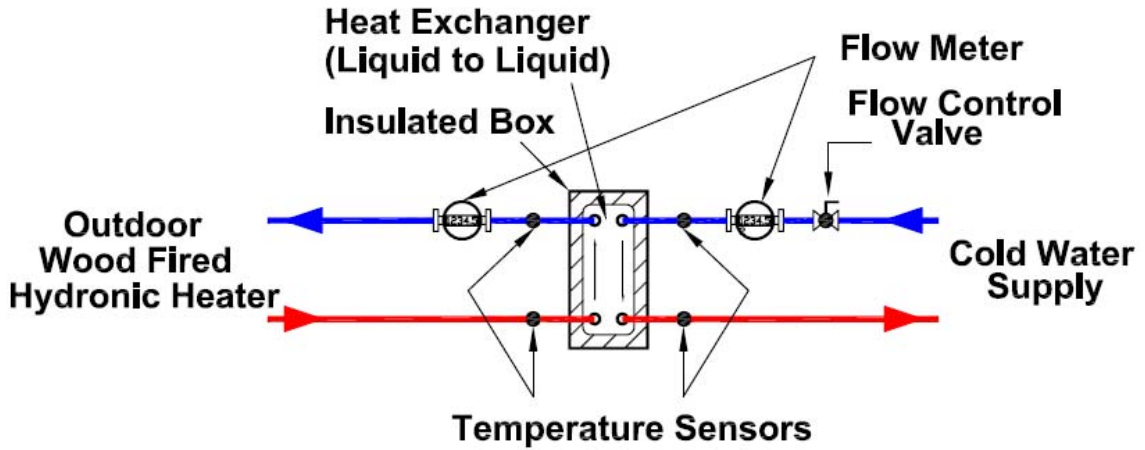 Heat Exchanger
(Liquid to Liquid)
Insulated Box
Flow Meter
Flow Control
Valve
Outdoor
Wood Fired
Hydronic Heater
Cold Water
Supply
Temperature Sensors